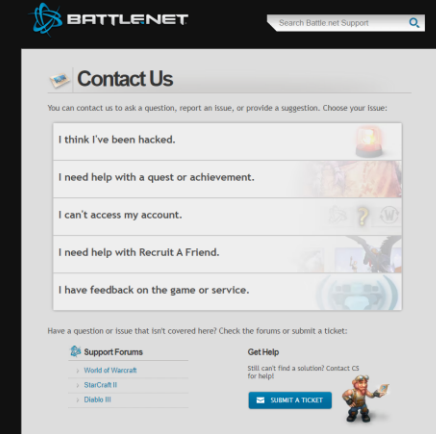 BATTLE.NET
Search Battle.net Support
Contact Us
You can contact us to ask a question, report an issue, or provide a suggestion. Choose your issue:
I think I've been hacked.
I need help with a quest or achievement.
I can't access my account.
I need help with Recruit A Friend.
I have feedback on the game or service.
Have a question or issue that isn't covered here? Check the forums or submit a ticket:
Support Forums
› World of Warcraft
› StarCraft II
› Diablo III
Get Help
Still can't find a solution? Contact CS
for help!
SUBMIT A TICKET